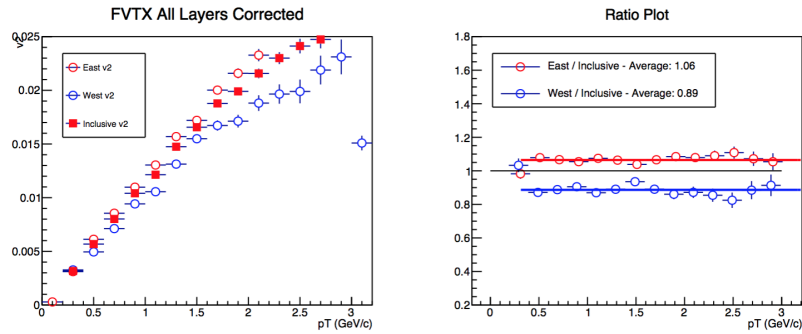 FVTX All Layers Corrected
v2
0.025
0.02
0.015
0.01
0.005
0
East v2
West v2
Inclusive v2
0 0.5 1 1.5 2 2.5 3
pT (GeV/c)
Ratio Plot
1.8
1.6
1.4
1.2
1
0.8
0.6
0.4
0.2
East / Inclusive - Average: 1.06
West / Inclusive - Average: 0.89
0 0.5 1 1.5 2 2.5 3
pT (GeV/c)